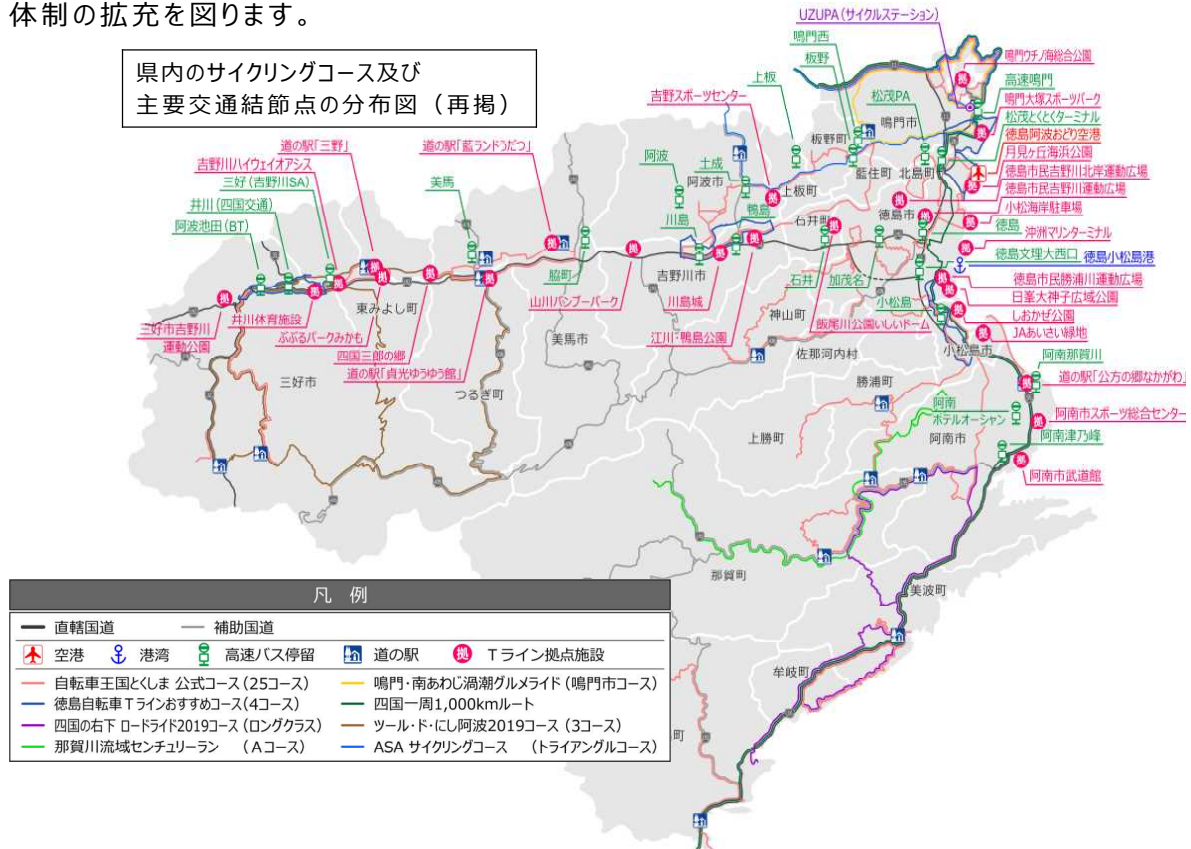 体制の拡充を図ります。
県内のサイクリングコース及び
主要交通結節点の分布図（再掲）
UZUPA（サイクルステーション）
鳴門西
板野
鳴門ウチノ海総合公園
高速鳴門
鳴門大塚スポーツパーク
松茂とくとくターミナル
徳島阿波おどり空港
月見ヶ丘海浜公園
徳島市民吉野川北岸運動広場
徳島市民吉野川運動広場
小松海岸駐車場
徳島
沖洲マリンターミナル
徳島文理大西口
徳島小松島港
徳島市民勝浦川運動広場
日峯大神子広域公園
しおかぜ公園
JAあいさい緑地
阿南那賀川
道の駅「公方の郷なかがわ」
阿南市スポーツ総合センター
阿南津乃峰
阿南市武道館
上板
吉野スポーツセンター
松茂PA
鳴門市
板野町
藍住町
北島町
上板町
阿波
土成
阿波市
鴨島
川島
石井町
徳島市
道の駅「三野」
吉野川ハイウェイオアシス
三好（吉野川SA）
井川（四国交通）
阿波池田（BT）
道の駅「藍ランドうだつ」
美馬
脇町
吉野川市
山川バンブーパーク
川島城
江川・鴨島公園
石井
加茂名
小松島
飯尾川公園いしいドーム
神山町
佐那河内村
小松島市
三好市吉野川
運動公園
井川体育施設
ぶぶるパークみかも
東みよし町
四国三郎の郷
道の駅「貞光ゆうゆう館」
美馬市
三好市
つるぎ町
勝浦町
上勝町
阿南
ホテルオーシャン
阿南市
那賀町
美波町
牟岐町
町
凡 例
直轄国道 補助国道
空港 港湾 高速バス停留 道の駅 拠 Tライン拠点施設
自転車王国とくしま 公式コース（25コース） 鳴門・南あわじ渦潮グルメライド（鳴門市コース）
徳島自転車Tラインおすすめコース（4コース） 四国一周1,000kmルート
四国の右下 ロードライド2019コース（ロングクラス） ツール・ド・にし阿波2019コース（3コース）
那賀川流域センチュリーラン （Aコース） ASA サイクリングコース （トライアングルコース）